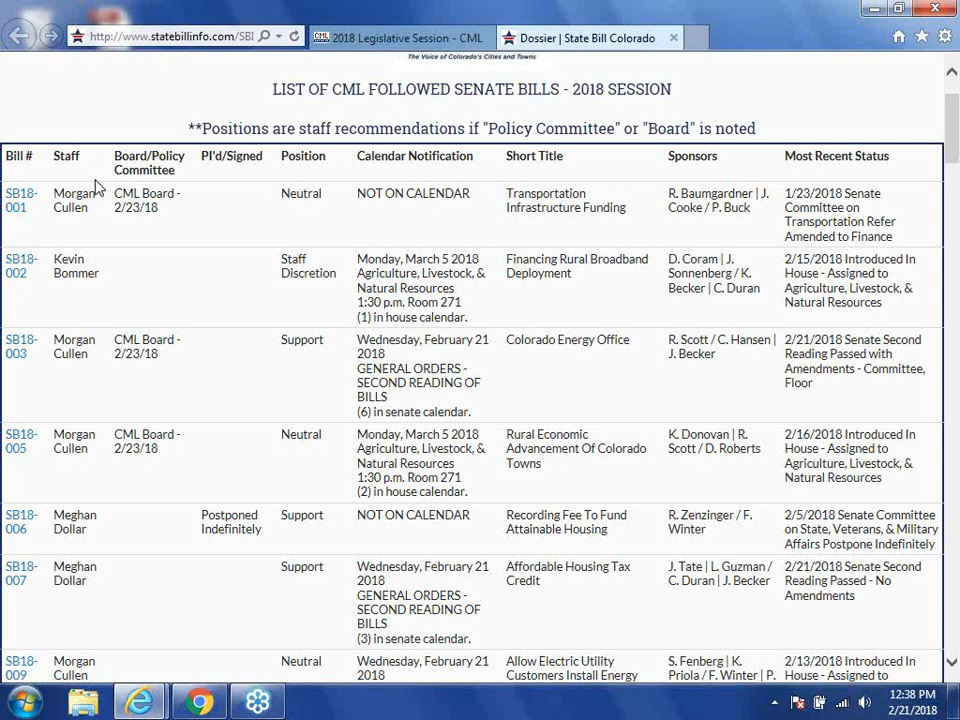 http://www.statebillinfo.com/SBI
2018 Legislative Session - CML
Dossier | State Bill Colorado
The Voice of Colorado's Cities and Towns
LIST OF CML FOLLOWED SENATE BILLS - 2018 SESSION
**Positions are staff recommendations if "Policy Committee" or "Board" is noted
Bill # Staff Board/Policy PI'd/Signed Position Calendar Notification Short Title Sponsors Most Recent Status
Committee
SB18- Morgan CML Board - Neutral NOT ON CALENDAR Transportation R. Baumgardner | J. 1/23/2018 Senate
001 Cullen 2/23/18 Infrastructure Funding Cooke / P. Buck Committee on
Transportation Refer
Amended to Finance
SB18- Kevin Staff Monday, March 5 2018 Financing Rural Broadband D. Coram | J. 2/15/2018 Introduced In
002 Bommer Discretion Agriculture, Livestock, & Deployment Sonnenberg / K. House - Assigned to
Natural Resources Becker | C. Duran Agriculture, Livestock, &
1:30 p.m. Room 271 Natural Resources
(1) in house calendar.
SB18- Morgan CML Board - Support Wednesday, February 21 Colorado Energy Office R. Scott / C. Hansen | 2/21/2018 Senate Second
003 Cullen 2/23/18 2018 J. Becker Reading Passed with
GENERAL ORDERS - Amendments - Committee,
SECOND READING OF Floor
BILLS
(6) in senate calendar.
SB18- Morgan CML Board - Neutral Monday, March 5 2018 Rural Economic K. Donovan | R. 2/16/2018 Introduced In
005 Cullen 2/23/18 Agriculture, Livestock, & Advancement Of Colorado Scott / D. Roberts House - Assigned to
Natural Resources Towns Agriculture, Livestock, &
1:30 p.m. Room 271 Natural Resources
(2) in house calendar.
SB18- Meghan Postponed Support NOT ON CALENDAR Recording Fee To Fund R. Zenzinger / F. 2/5/2018 Senate Committee
006 Dollar Indefinitely Attainable Housing Winter on State, Veterans, & Military
Affairs Postpone Indefinitely
SB18- Meghan Support Wednesday, February 21 Affordable Housing Tax J. Tate | L. Guzman / 2/21/2018 Senate Second
007 Dollar 2018 Credit C. Duran | J. Becker Reading Passed - No
GENERAL ORDERS - Amendments
SECOND READING OF
BILLS
(3) in senate calendar.
SB18- Morgan Neutral Wednesday, February 21 Allow Electric Utility S. Fenberg | K. 2/13/2018 Introduced In
009 Cullen 2018 Customers Install Energy Priola / F. Winter | P. House - Assigned to
12:38 PM
2/21/2018